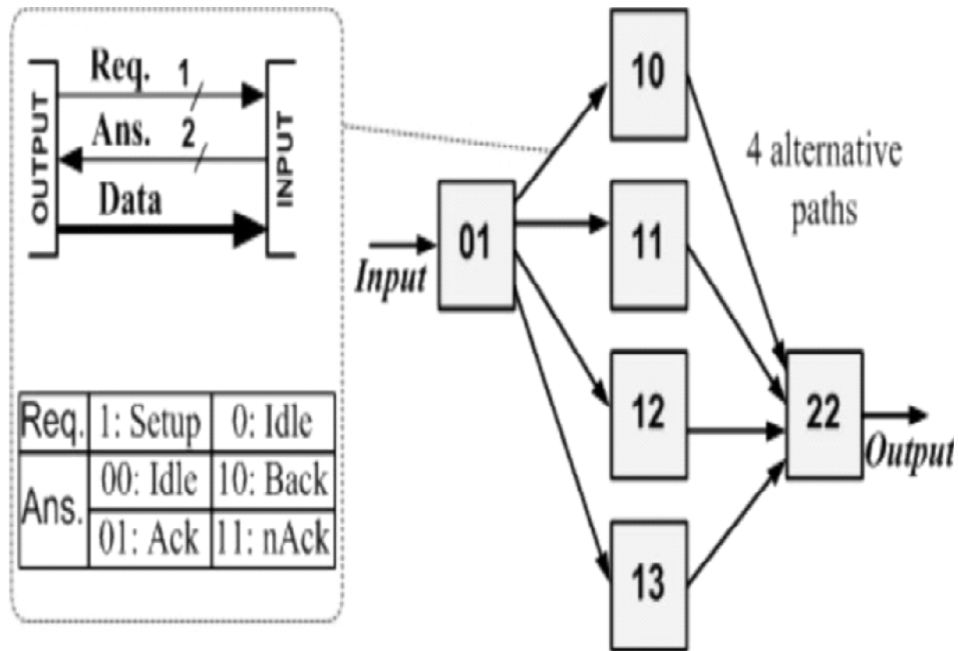 OUTPUT
Req. 1
Ans. 2
Data
INPUT
Req. 1: Setup 0: Idle
Ans. 00: Idle 10: Back
01: Ack 11: nAck
Input
01
10
11
12
13
4 alternative
paths
22
Output